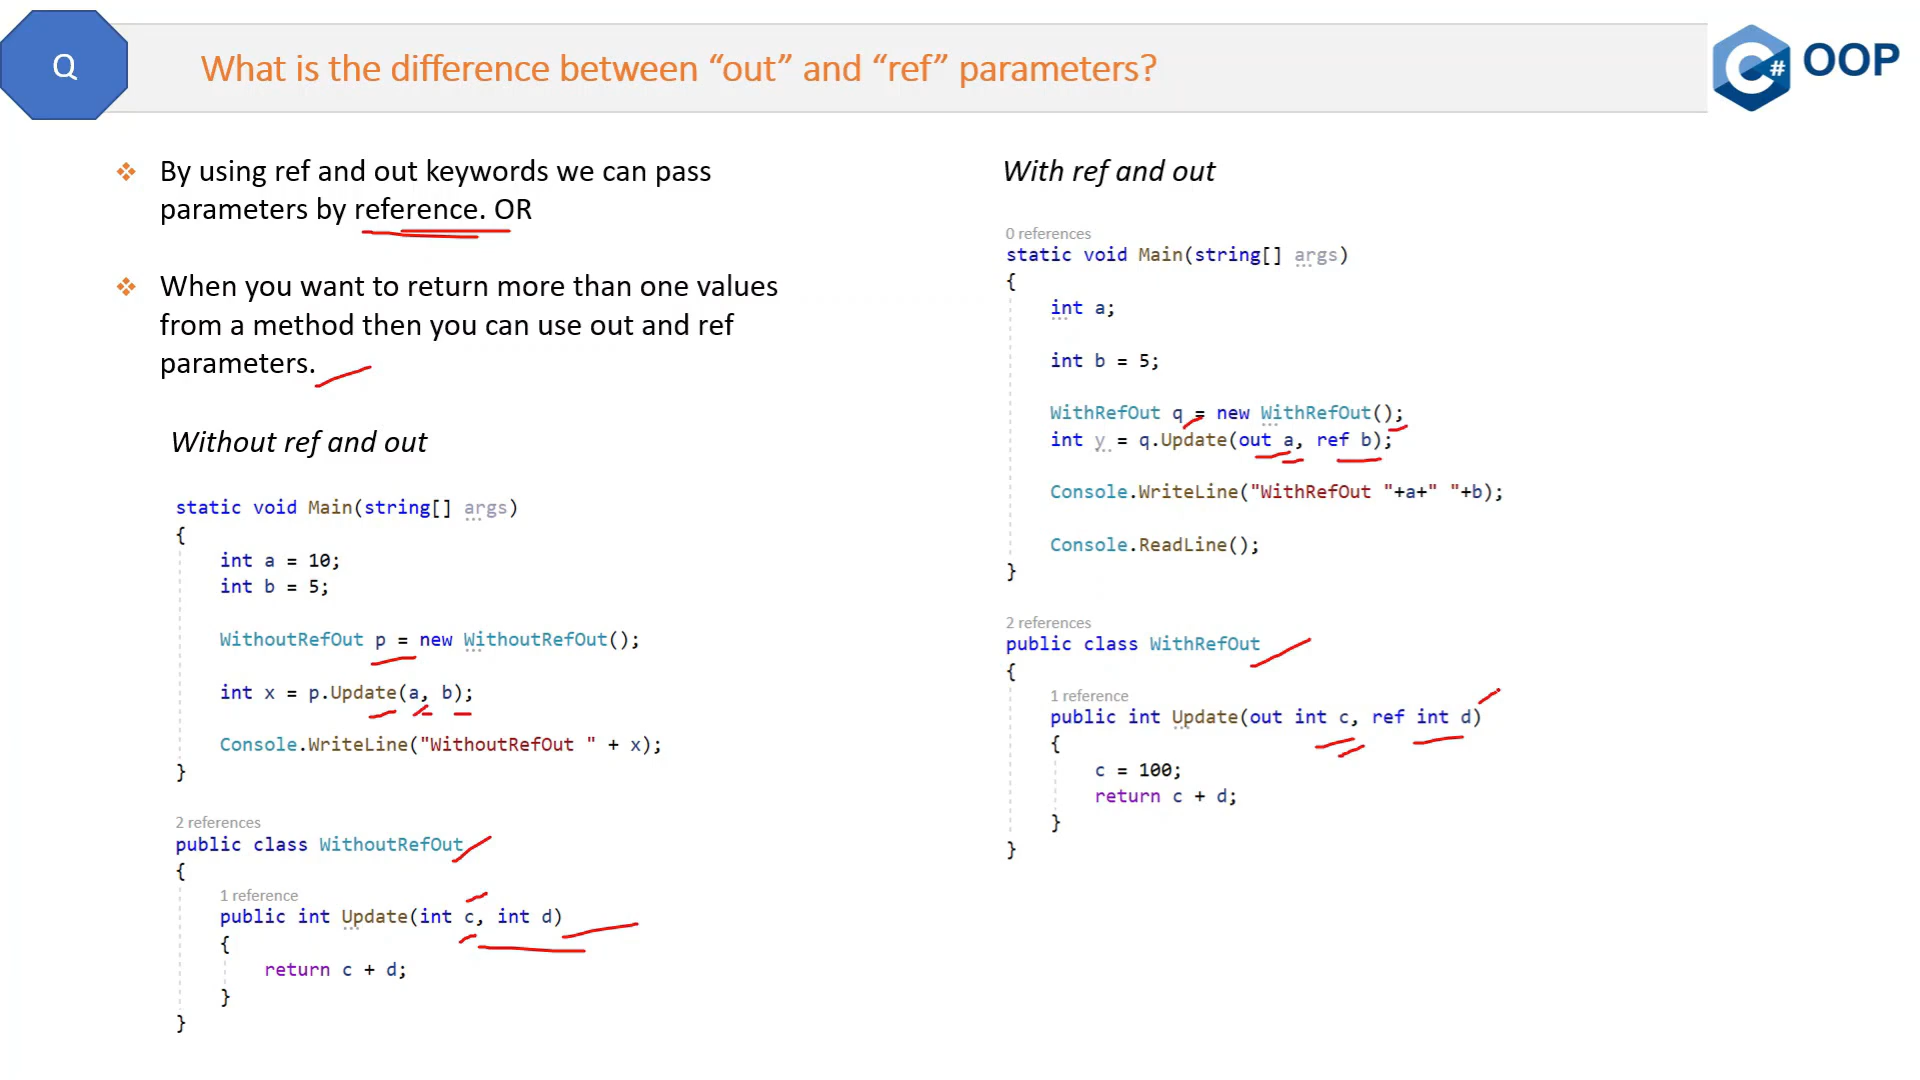 Q
What is the difference between “out” and “ref” parameters?
C# OOP
By using ref and out keywords we can pass
parameters by reference. OR
When you want to return more than one values
from a method then you can use out and ref
parameters.
Without ref and out
static void Main(string[] args)
{
int a = 10;
int b = 5;
WithoutRefOut p = new WithoutRefOut();
int x = p.Update(a, b);
Console.WriteLine("WithoutRefOut " + x);
}
2 references
public class WithoutRefOut
{
1 reference
public int Update(int c, int d)
{
return c + d;
}
}
With ref and out
0 references
static void Main(string[] args)
{
int a;
int b = 5;
WithRefOut q = new WithRefOut();
int y = q.Update(out a, ref b);
Console.WriteLine("WithRefOut "+a+" "+b);
Console.ReadLine();
}
2 references
public class WithRefOut
{
1 reference
public int Update(out int c, ref int d)
{
c = 100;
return c + d;
}
}